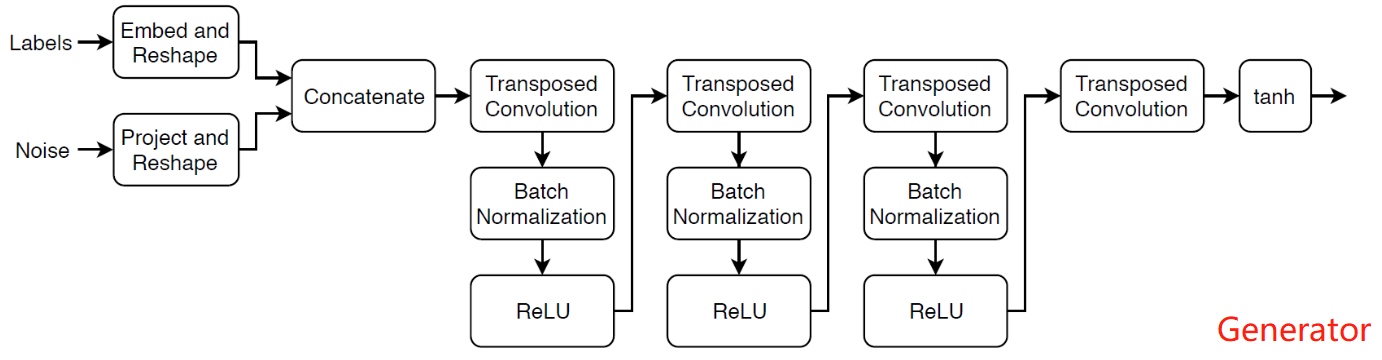 Labels
Embed and
Reshape
Noise
Project and
Reshape
Concatenate
Transposed
Convolution
Batch
Normalization
ReLU
Transposed
Convolution
Batch
Normalization
ReLU
Transposed
Convolution
Batch
Normalization
ReLU
Transposed
Convolution
tanh
Generator